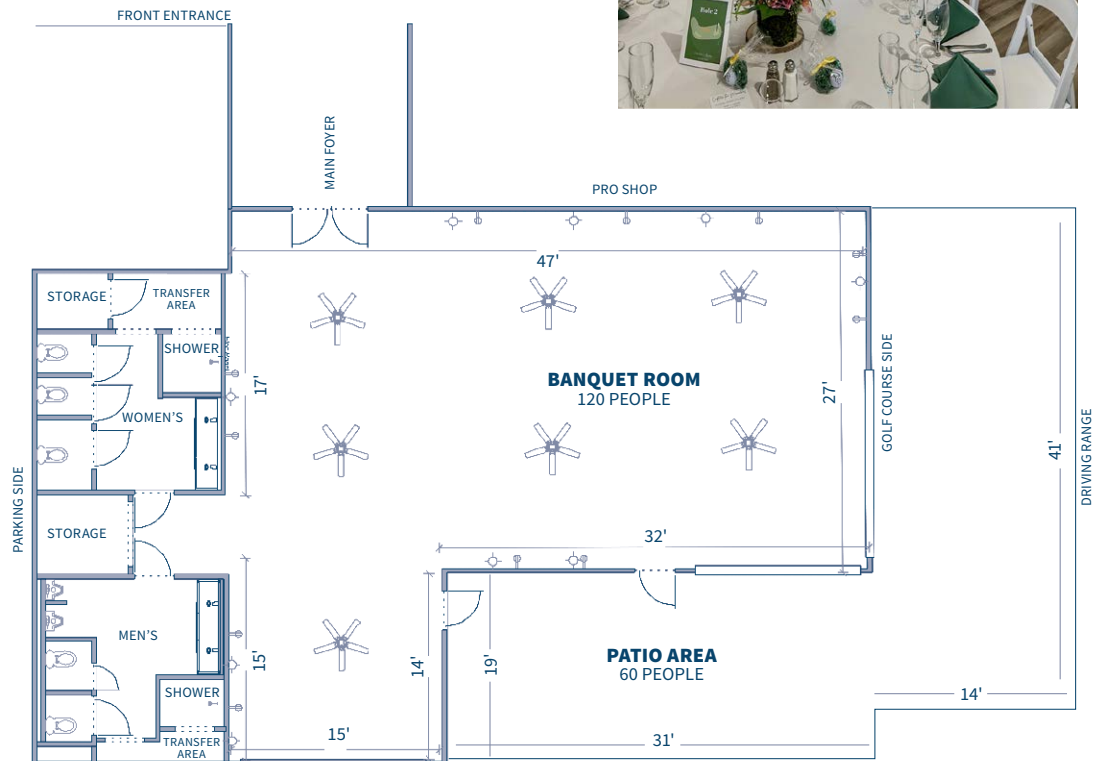 FRONT ENTRANCE
Table 2
MAIN FOYER
PRO SHOP
47'
STORAGE
TRANSFER
AREA
SHOWER
17'
WOMEN'S
BANQUET ROOM
120 PEOPLE
27'
GOLF COURSE SIDE
41'
DRIVING RANGE
PARKING SIDE
STORAGE
32'
MEN'S
15'
14'
19'
PATIO AREA
60 PEOPLE
SHOWER
14'
TRANSFER
AREA
15'
31'